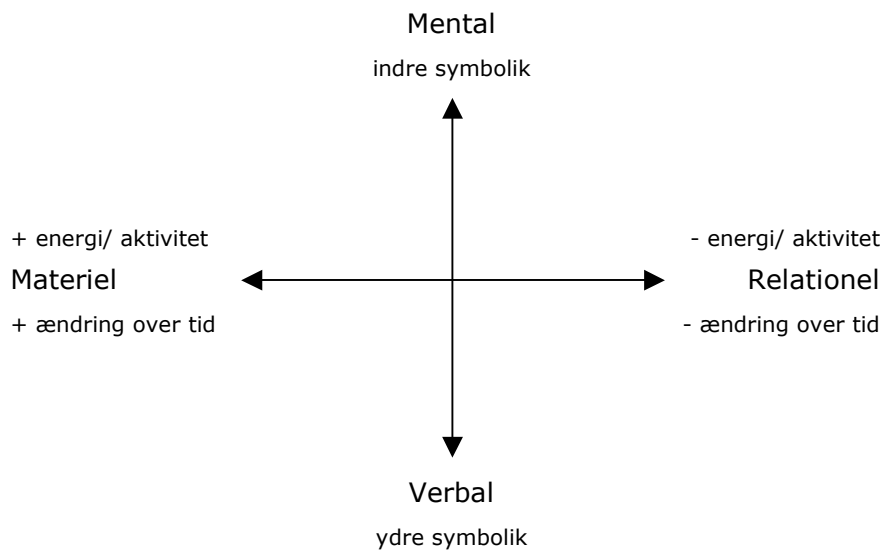 Mental
indre symbolik
+ energi/ aktivitet
- energi/ aktivitet
Materiel
Relationel
+ ændring over tid
- ændring over tid
Verbal
ydre symbolik